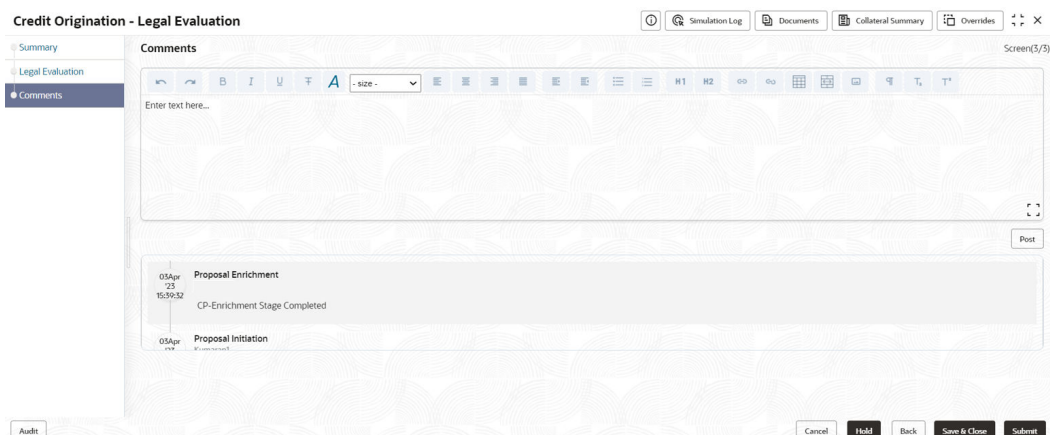 Credit Origination - Legal Evaluation
Simulation Log
Documents
Collateral Summary
Overrides
Summary
Legal Evaluation
Comments
Comments
Screen(3/3)
B I U T A - size - H1 H2
Enter text here...
Post
03Apr
'23
15:39:32
Proposal Enrichment
CP-Enrichment Stage Completed
03Apr
Proposal Initiation
Audit
Cancel Hold Back Save & Close Submit